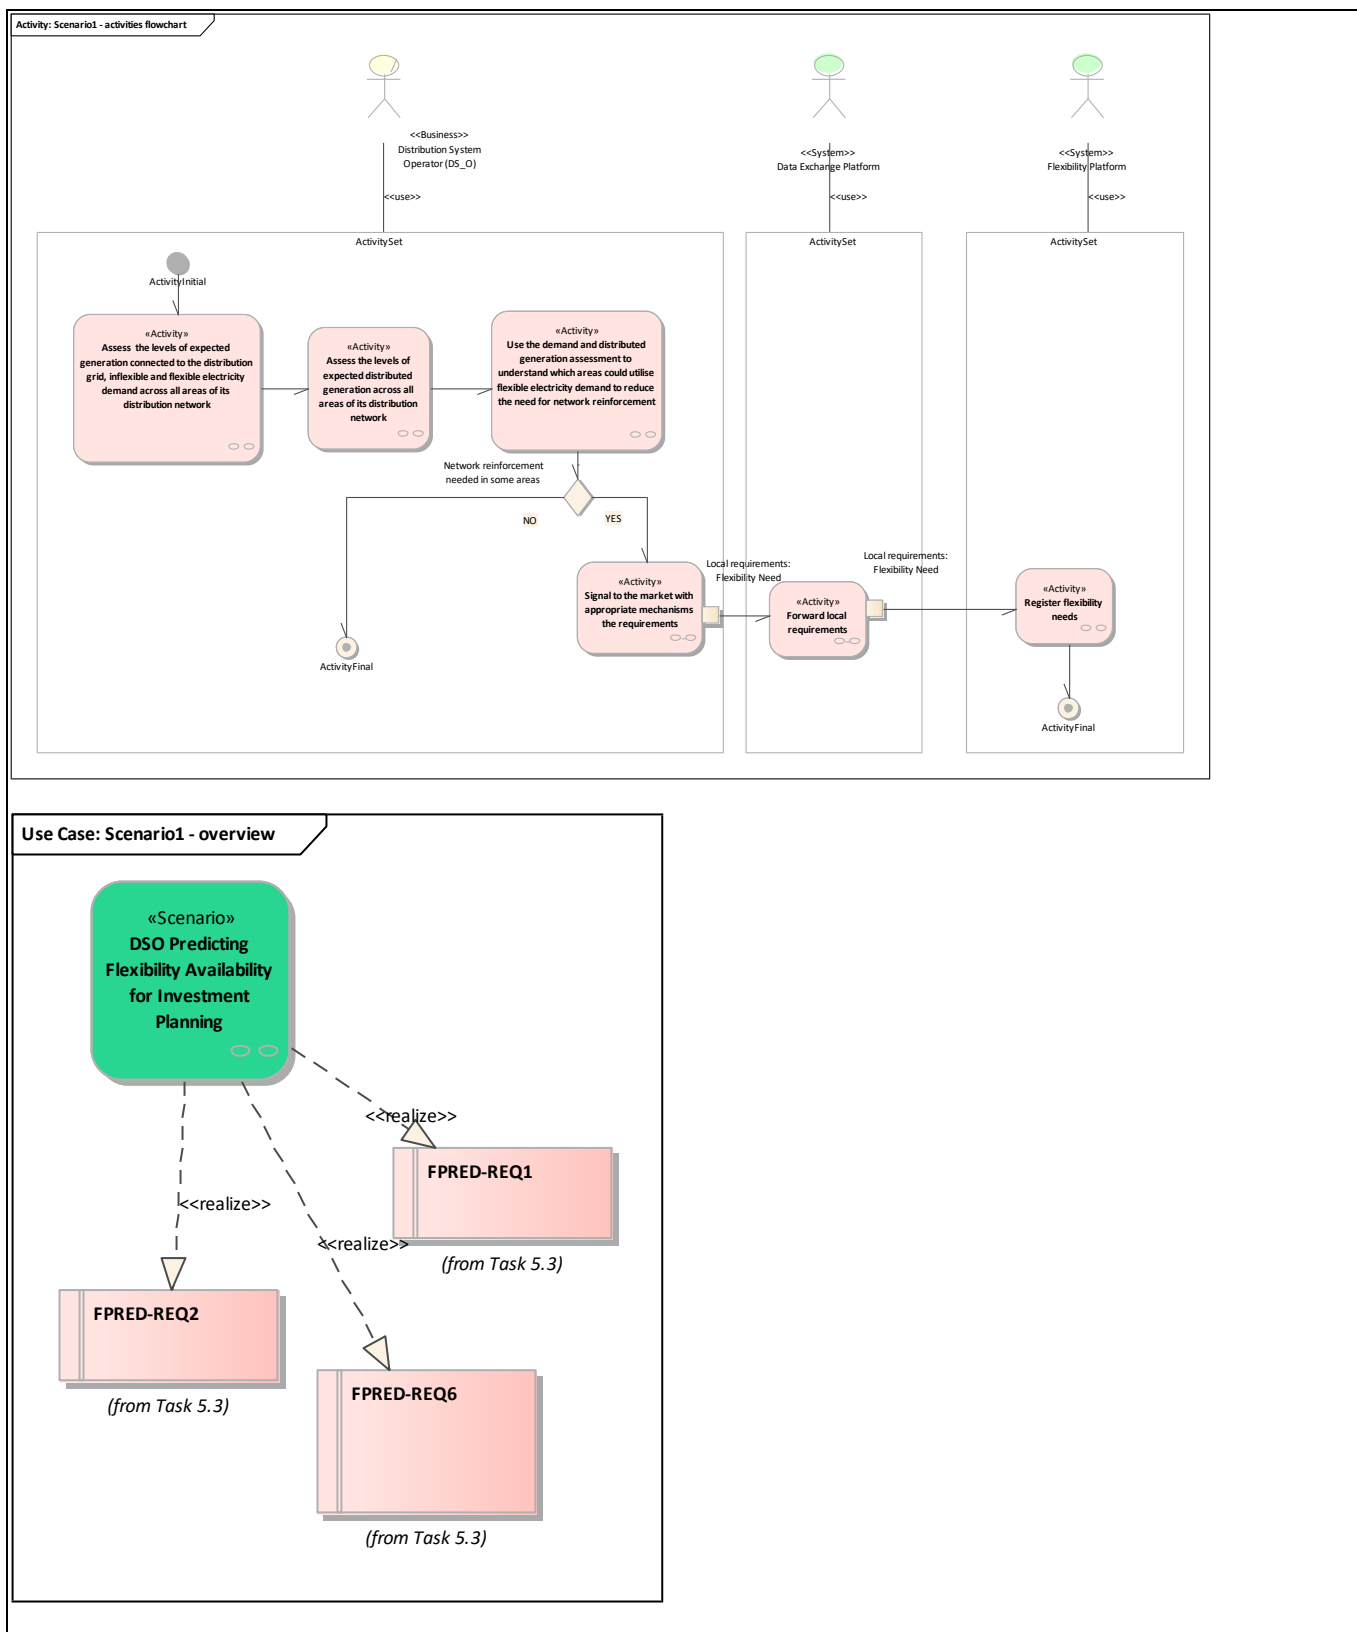 Activity: Scenario1 - activities flowchart
<<Business>>
Distribution System
Operator (DS_O)
<<use>>
<<System>>
Data Exchange Platform
<<use>>
<<System>>
Flexibility Platform
<<use>>
ActivitySet
ActivitySet
ActivitySet
ActivityInitial
«Activity»
Assess the levels of expected
generation connected to the distribution
grid, inflexible and flexible electricity
demand across all areas of its
distribution network
«Activity»
Assess the levels of
expected distributed
generation across all
areas of its distribution
network
«Activity»
Use the demand and distributed
generation assessment to
understand which areas could utilise
flexible electricity demand to reduce
the need for network reinforcement
Network reinforcement
needed in some areas
NO
YES
«Activity»
Signal to the market with
appropriate mechanisms
the requirements
Local requirements:
Flexibility Need
«Activity»
Forward local
requirements
Local requirements:
Flexibility Need
«Activity»
Register flexibility
needs
ActivityFinal
ActivityFinal
Use Case: Scenario1 - overview
«Scenario»
DSO Predicting
Flexibility Availability
for Investment
Planning
<<realize>>
FPRED-REQ1
(from Task 5.3)
<<realize>>
<<realize>>
FPRED-REQ2
(from Task 5.3)
FPRED-REQ6
(from Task 5.3)